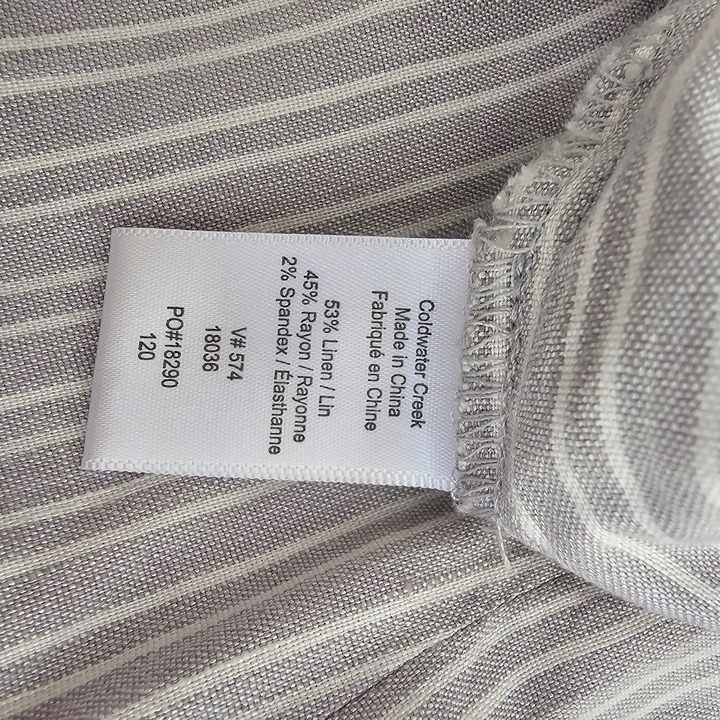 Coldwater Creek
Made in China
Fabriqué en Chine
53% Linen / Lin
45% Rayon / Rayonne
2% Spandex / Élasthanne
V# 574
18036
PO#18290
120